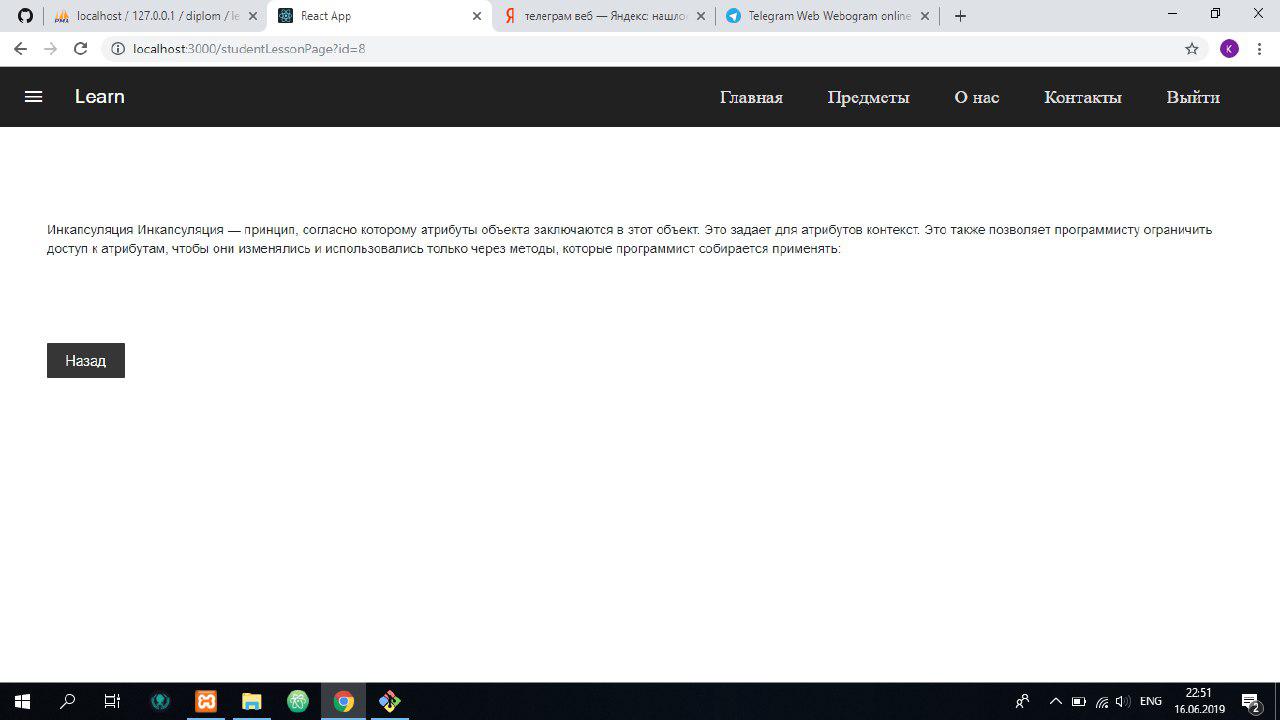 localhost / 127.0.0.1 / diplom / le
React App
телеграм веб — Яндекс: нашлос
Telegram Web Webogram online
localhost:3000/studentLessonPage?id=8
K
Learn
Главная
Предметы
О нас
Контакты
Выйти
Инкапсуляция Инкапсуляция — принцип, согласно которому атрибуты объекта заключаются в этот объект. Это задает для атрибутов контекст. Это также позволяет программисту ограничить
доступ к атрибутам, чтобы они изменялись и использовались только через методы, которые программист собирается применять:
Назад
ENG
22:51
16.06.2019
2